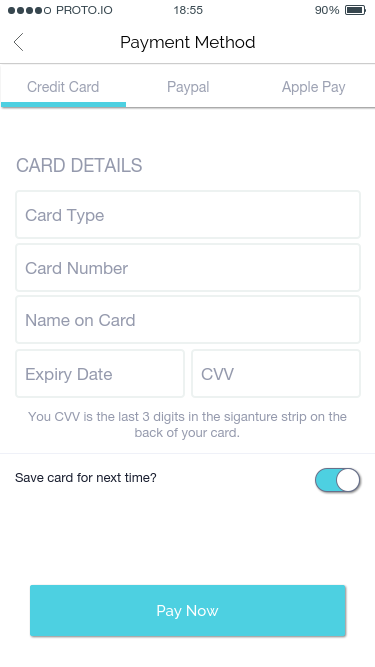 PROTO.IO 18:55 90%
Payment Method
Credit Card Paypal Apple Pay
CARD DETAILS
Card Type
Card Number
Name on Card
Expiry Date CVV
You CVV is the last 3 digits in the siganture strip on the
back of your card.
Save card for next time?
Pay Now